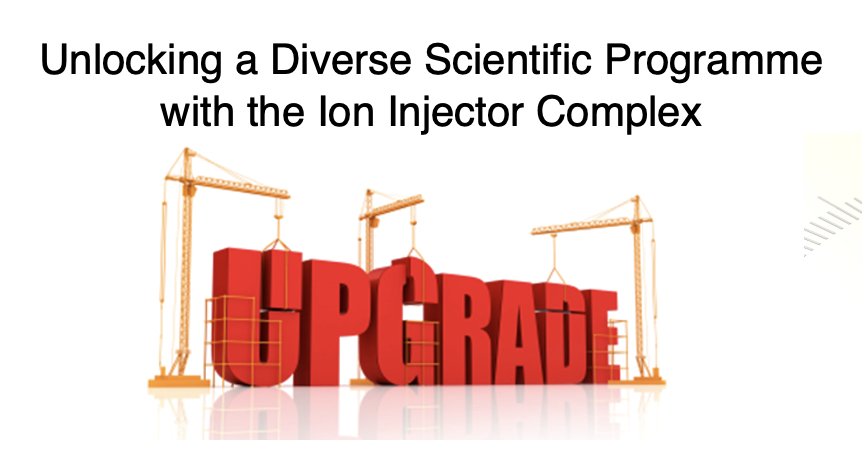 Unlocking a Diverse Scientific Programme
with the Ion Injector Complex
UPGRADE